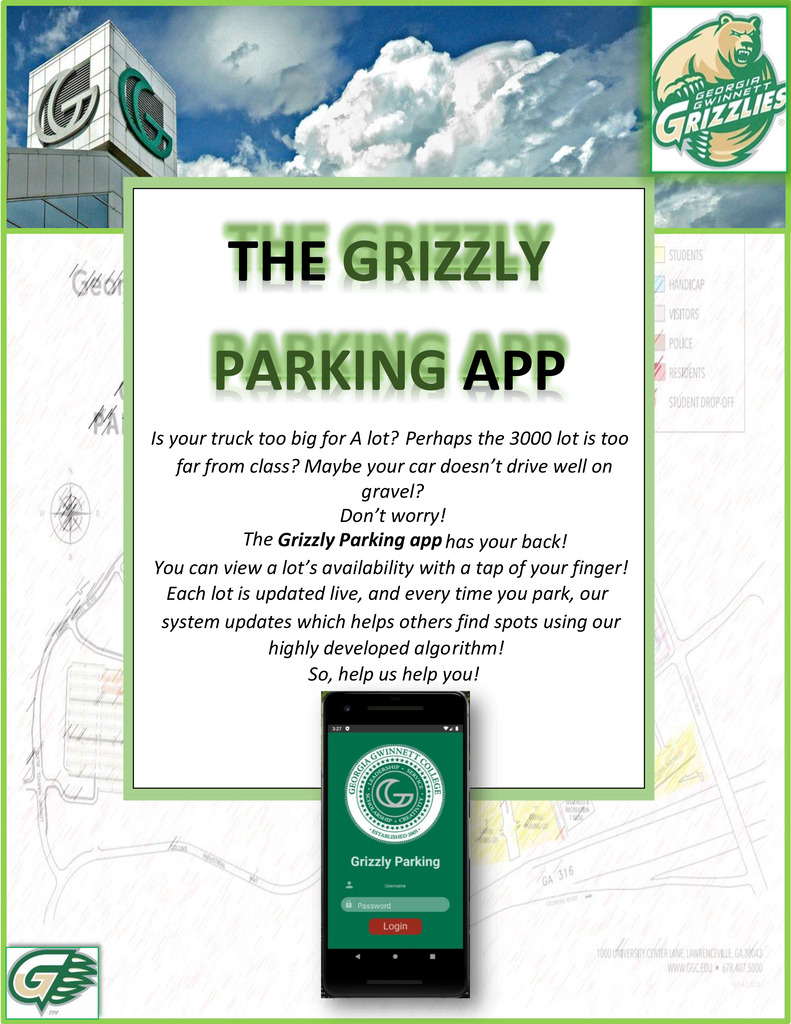 GEORGIA
GWINNETT
GRIZZLIES
THE GRIZZLY
PARKING APP
Is your truck too big for A lot? Perhaps the 3000 lot is too
far from class? Maybe your car doesn’t drive well on
gravel?
Don’t worry!
The Grizzly Parking app has your back!
You can view a lot’s availability with a tap of your finger!
Each lot is updated live, and every time you park, our
system updates which helps others find spots using our
highly developed algorithm!
So, help us help you!
STUDENTS
HANDICAP
VISITORS
POLICE
RESIDENTS
STUDENT DROP-OFF
N
W
E
3:27
GEORGIA GWINNETT COLLEGE
SCHOLARSHIP • LEADERSHIP • SERVICE • CREATIVITY
• ESTABLISHED 2005 •
Grizzly Parking
Username
Password
Login
GA 316
1000 UNIVERSITY CENTER LANE, LAWRENCEVILLE, GA 30043
WWW.GGC.EDU • 678.407.5000
G
TM